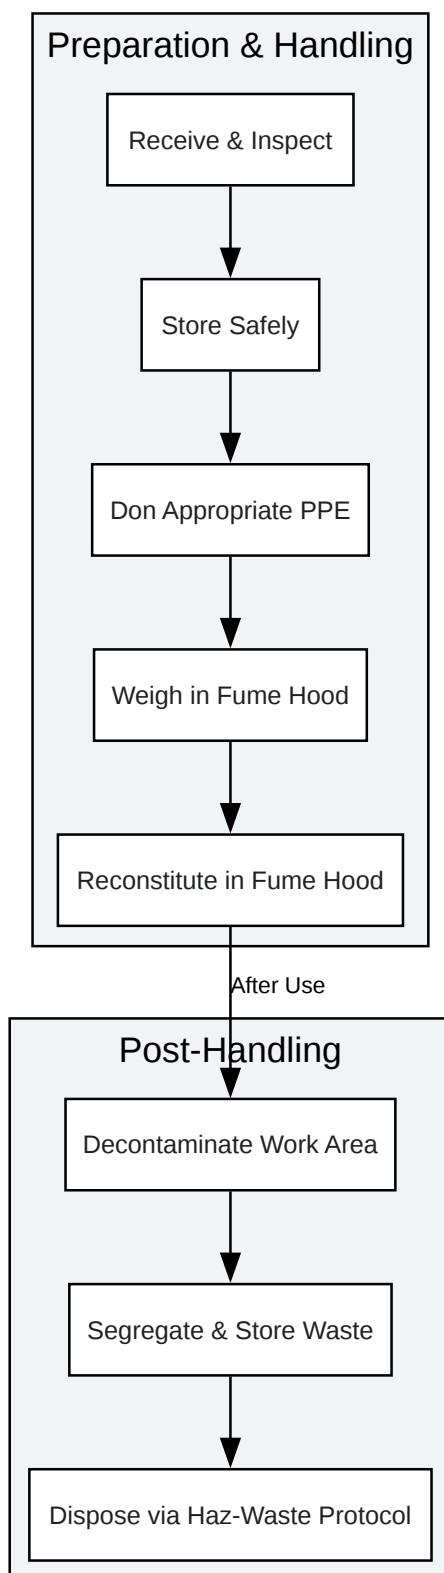 Preparation & Handling
Receive & Inspect
Store Safely
Don Appropriate PPE
Weigh in Fume Hood
Reconstitute in Fume Hood
After Use
Post-Handling
Decontaminate Work Area
Segregate & Store Waste
Dispose via Haz-Waste Protocol